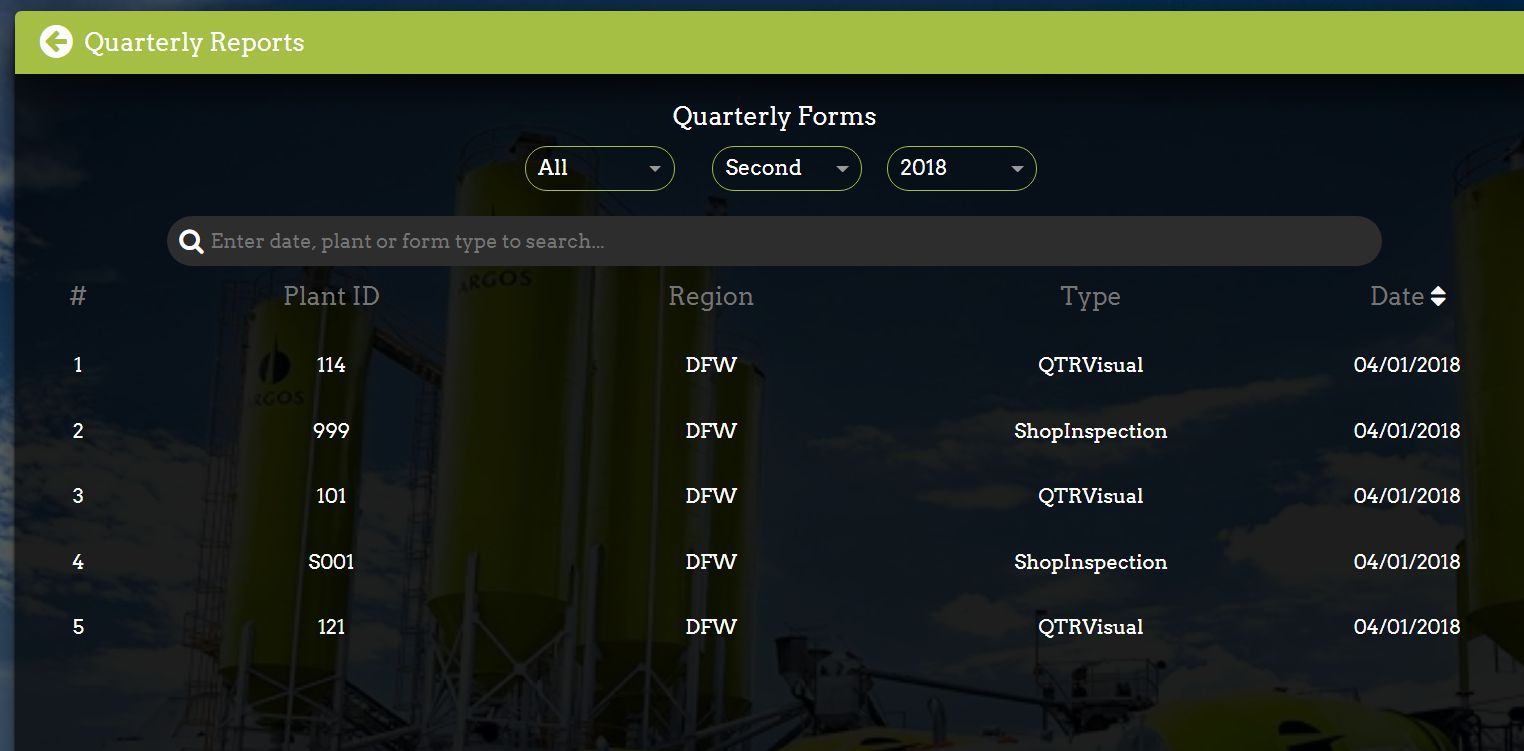 Quarterly Reports
Quarterly Forms
All Second 2018
Enter date, plant or form type to search...
# Plant ID Region Type Date
1 114 DFW QTRVisual 04/01/2018
2 999 DFW ShopInspection 04/01/2018
3 101 DFW QTRVisual 04/01/2018
4 S001 DFW ShopInspection 04/01/2018
5 121 DFW QTRVisual 04/01/2018
ARGOS
ARGOS